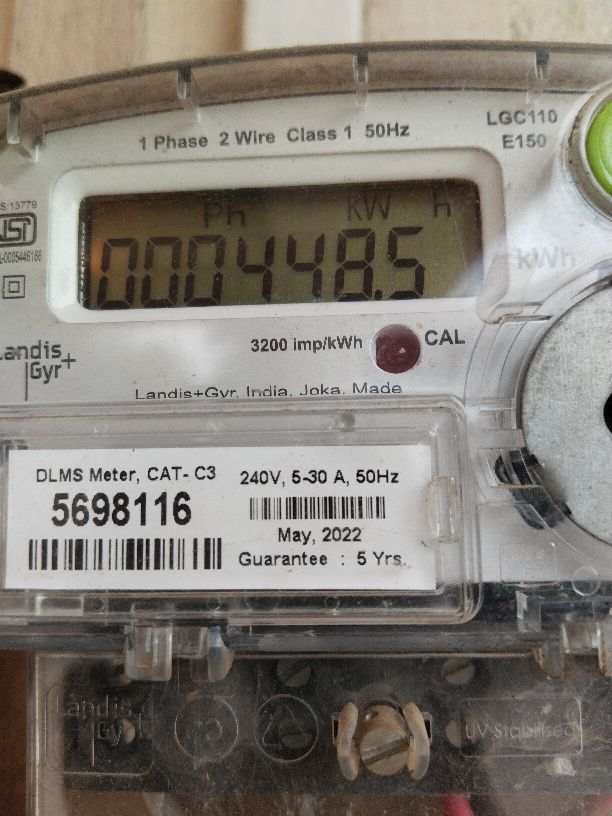 LGC110
E150
1 Phase 2 Wire Class 1 50Hz
S:13779
Ph KW H
000448.5
kWh
3200 imp/kWh
CAL
Landis
Gyr+
Landis+Gyr, India, Joka, Made
DLMS Meter, CAT- C3
5698116
240V, 5-30 A, 50Hz
May, 2022
Guarantee : 5 Yrs.
Landis
Gyr
UV Stabilised